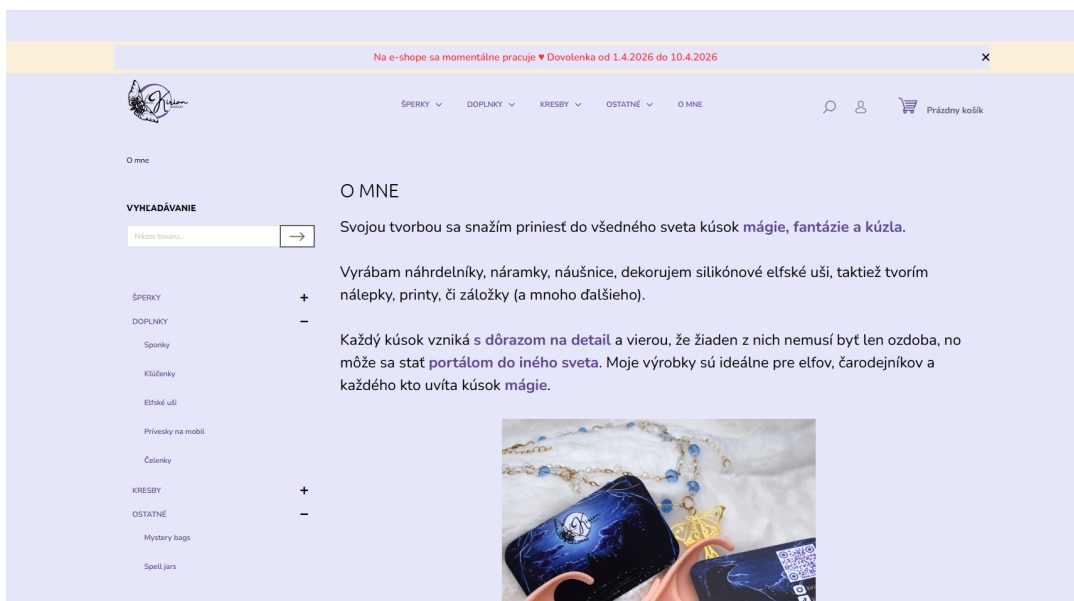 Na e-shope sa momentálne pracuje ♥ Dovolenka od 1.4.2026 do 10.4.2026
Kirian
ŠPERKY
DOPLNKY
KRESBY
OSTATNÉ
O MNE
Prázdny košík
O mne
VYHĽADÁVANIE
Názov tovaru...
ŠPERKY
DOPLNKY
Sponky
Kľúčenky
Elfské uši
Prívesky na mobil
Čelenky
KRESBY
OSTATNÉ
Mystery bags
Spell jars
O MNE
Svojou tvorbou sa snažím priniesť do všedného sveta kúsok mágie, fantázie a kúzla.
Vyrábam náhrdelníky, náramky, náušnice, dekorujem silikónové elfské uši, taktiež tvorím
nálepky, printy, či záložky (a mnoho ďalšieho).
Každý kúsok vzniká s dôrazom na detail a vierou, že žiaden z nich nemusí byť len ozdoba, no
môže sa stať portálom do iného sveta. Moje výrobky sú ideálne pre elfov, čarodejníkov a
každého kto uvíta kúsok mágie.